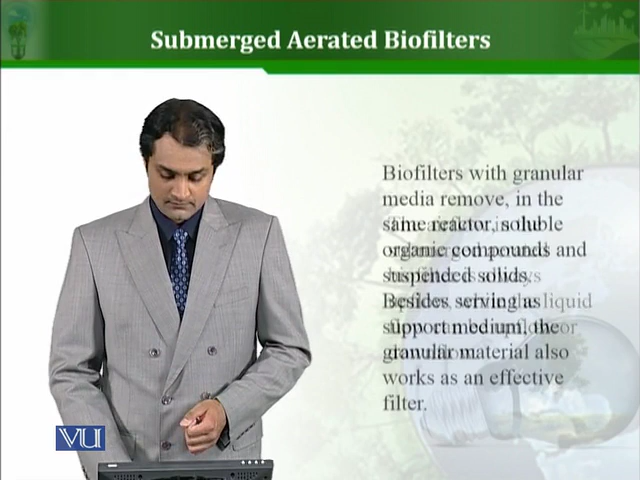 Submerged Aerated Biofilters
Biofilters with granular
media remove, in the
same reactor, soluble
organic compounds and
suspended solids.
Besides serving as liquid
support medium, the
granular material also
works as an effective
filter.
VU